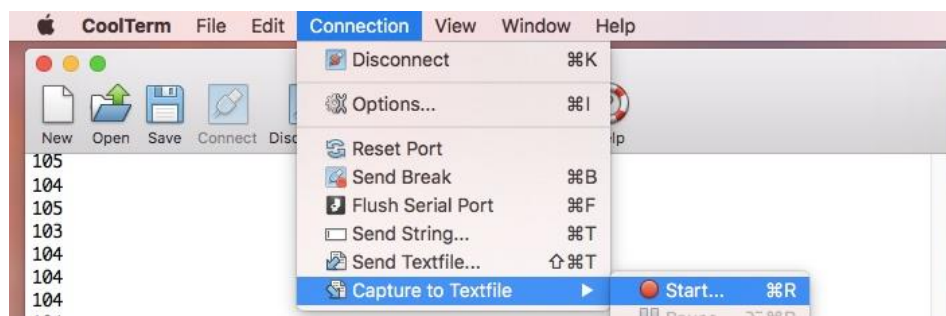 CoolTerm File Edit Connection View Window Help
Disconnect ⌘K
Options... ⌘I
New Open Save Connect
Reset Port
Send Break ⌘B
Flush Serial Port ⌘F
Send String... ⌘T
Send Textfile... ⇧⌘T
Capture to Textfile ▶
Start... ⌘R
105
104
105
103
104
104
104